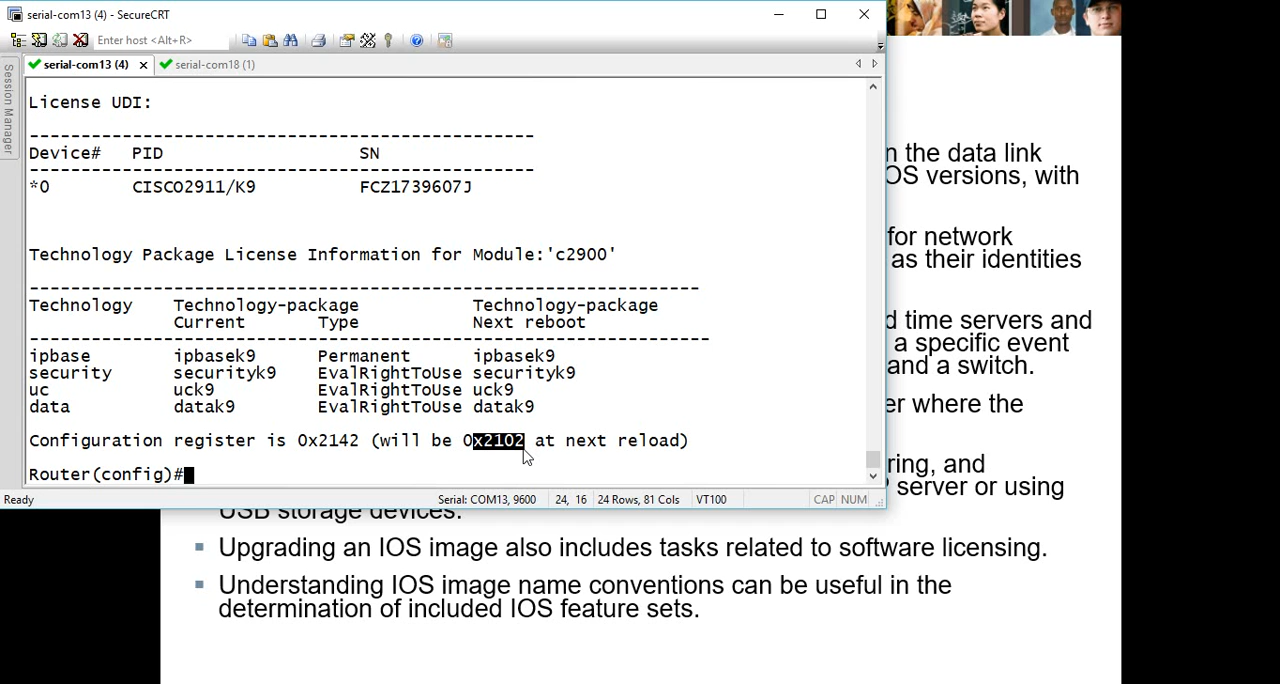 serial-com13 (4) - SecureCRT
Enter host <Alt+R>
serial-com13 (4)
serial-com18 (1)
Session Manager
License UDI:
-------------------------------------------------
Device#   PID                   SN
-------------------------------------------------
*0        CISCO2911/K9          FCZ1739607J
Technology Package License Information for Module:'c2900'
-----------------------------------------------------------------
Technology    Technology-package           Technology-package
              Current       Type           Next reboot
------------------------------------------------------------------
ipbase        ipbasek9      Permanent      ipbasek9
security      securityk9    EvalRightToUse securityk9
uc            uck9          EvalRightToUse uck9
data          datak9        EvalRightToUse datak9
Configuration register is 0x2142 (will be 0x2102 at next reload)
Router(config)#
Ready
Serial: COM13, 9600
24, 16
24 Rows, 81 Cols
VT100
CAP NUM
the data link
OS versions, with
for network
as their identities
d time servers and
a specific event
and a switch.
er where the
ring, and
server or using
USB storage devices.
Upgrading an IOS image also includes tasks related to software licensing.
Understanding IOS image name conventions can be useful in the
determination of included IOS feature sets.